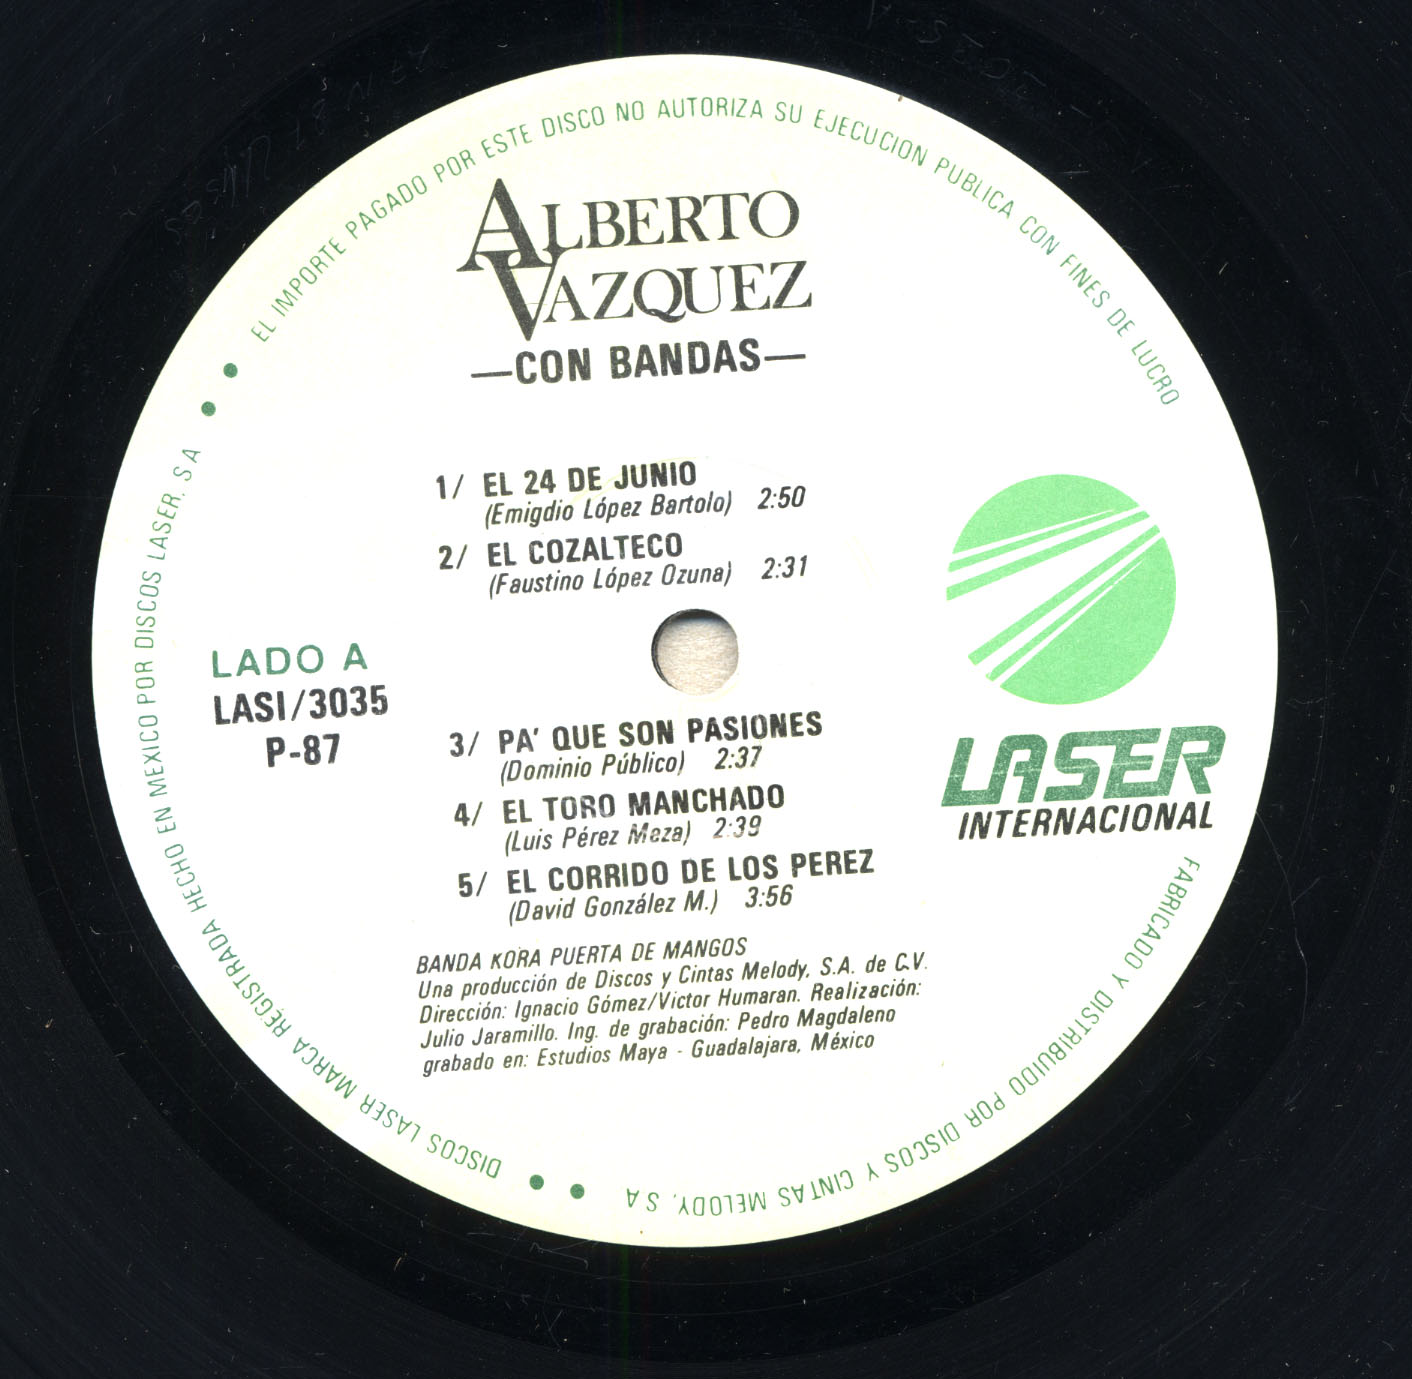 EL IMPORTE PAGADO POR ESTE DISCO NO AUTORIZA SU EJECUCION PUBLICA CON FINES DE LUCRO
ALBERTO
VAZQUEZ
—CON BANDAS—
1/ EL 24 DE JUNIO
(Emigdio López Bartolo) 2:50
2/ EL COZALTECO
(Faustino López Ozuna) 2:31
LADO A
LASI/3035
P-87
3/ PA' QUE SON PASIONES
(Dominio Público) 2:37
4/ EL TORO MANCHADO
(Luis Pérez Meza) 2:39
5/ EL CORRIDO DE LOS PEREZ
(David González M.) 3:56
LASER
INTERNACIONAL
BANDA KORA PUERTA DE MANGOS
Una producción de Discos y Cintas Melody, S.A. de C.V.
Dirección: Ignacio Gómez/Victor Humaran. Realización:
Julio Jaramillo. Ing. de grabación: Pedro Magdaleno
grabado en: Estudios Maya - Guadalajara, México
DISCOS LASER MARCA REGISTRADA HECHO EN MEXICO POR DISCOS LASER, S A
FABRICADO Y DISTRIBUIDO POR DISCOS Y CINTAS MELODY, S A